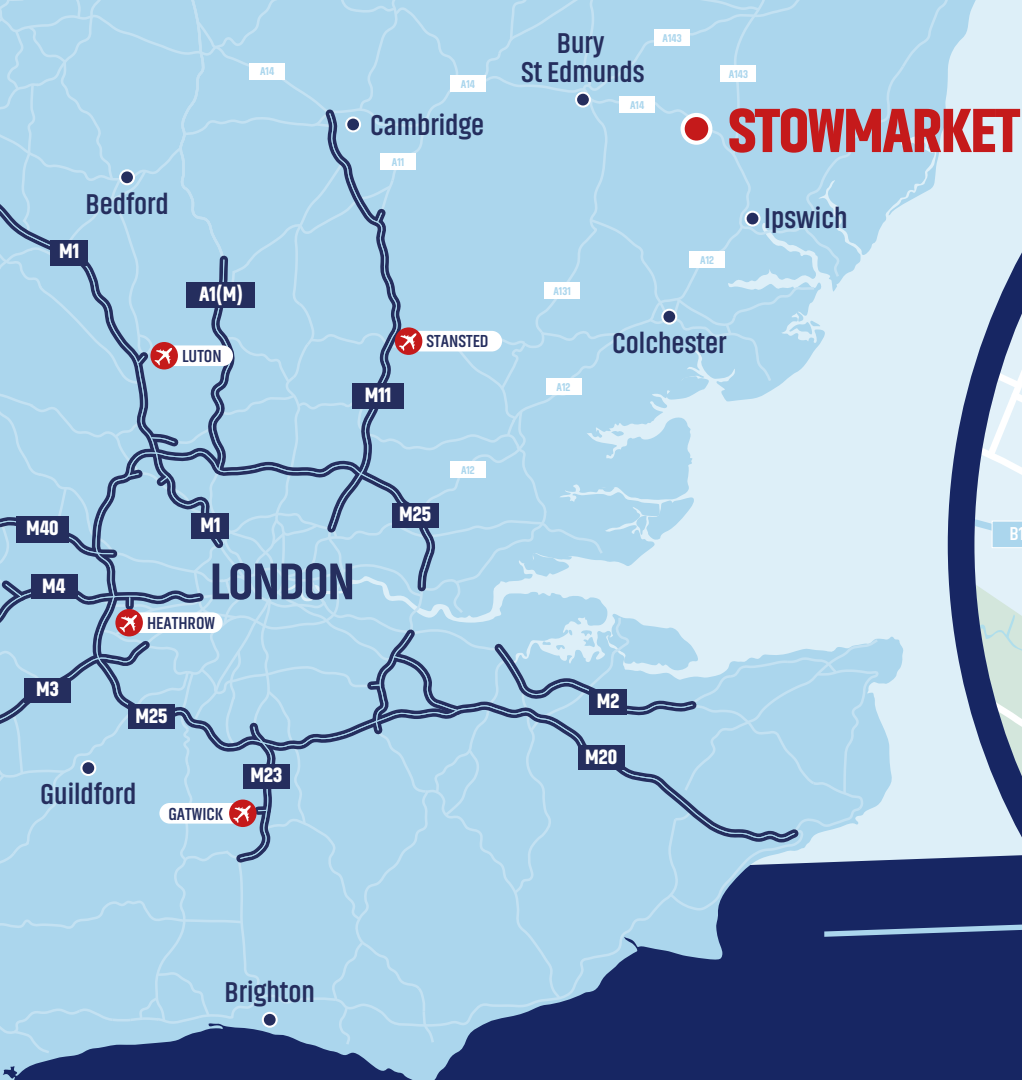 Bury
St Edmunds
A143
A14
A14
A143
A14
STOWMARKET
Cambridge
A11
Bedford
Ipswich
M1
A12
A1(M)
A131
Colchester
STANSTED
LUTON
A12
M11
A12
M25
M1
M40
B1
LONDON
M4
HEATHROW
M3
M2
M25
M20
M23
Guildford
GATWICK
Brighton